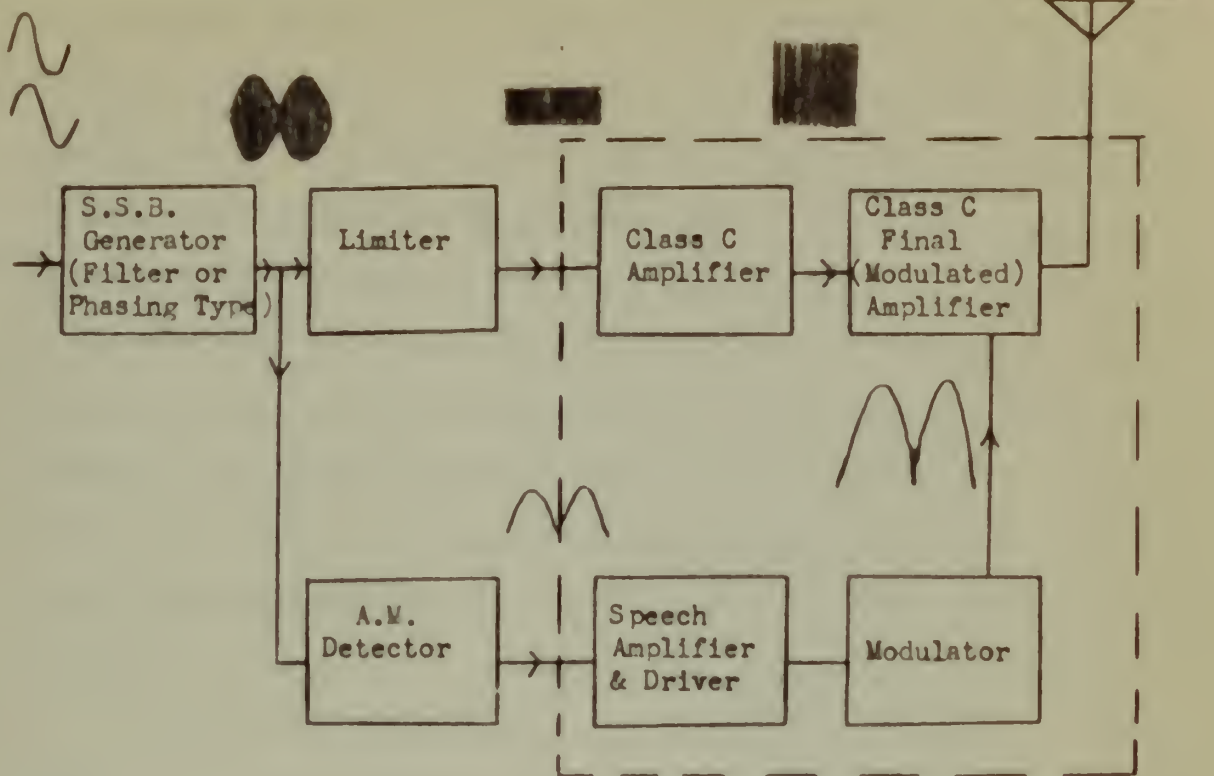 S.S.B.
Generator
(Filter or
Phasing Type)
Limiter
Class C
Amplifier
Class C
Final
(Modulated)
Amplifier
A.M.
Detector
Speech
Amplifier
& Driver
Modulator